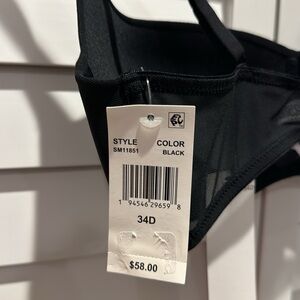 STYLE COLOR
SM11851 BLACK
1 94546 29659 8
34D
$58.00